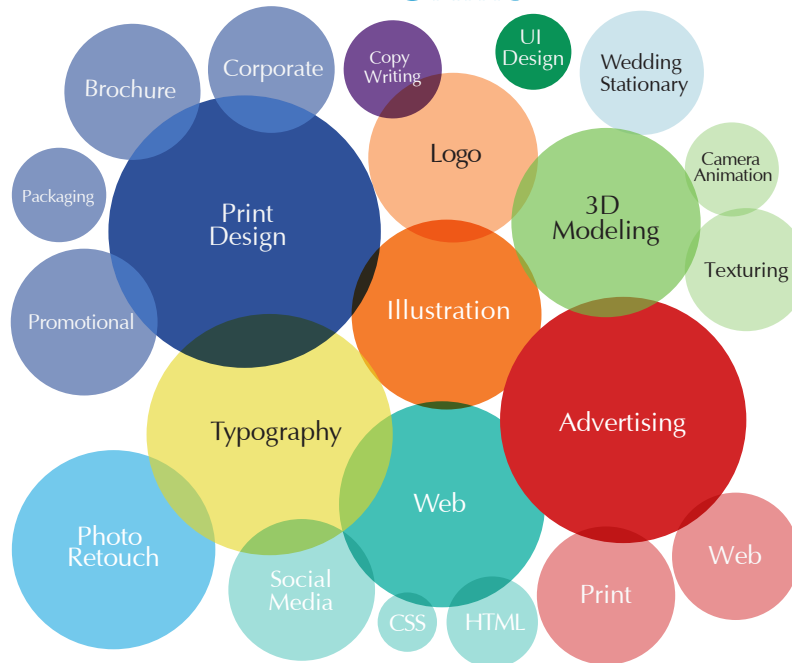 Brochure
Corporate
Copy
Writing
UI
Design
Wedding
Stationary
Packaging
Print
Design
Logo
3D
Modeling
Camera
Animation
Texturing
Promotional
Illustration
Typography
Advertising
Photo
Retouch
Web
Social
Media
CSS
HTML
Print
Web